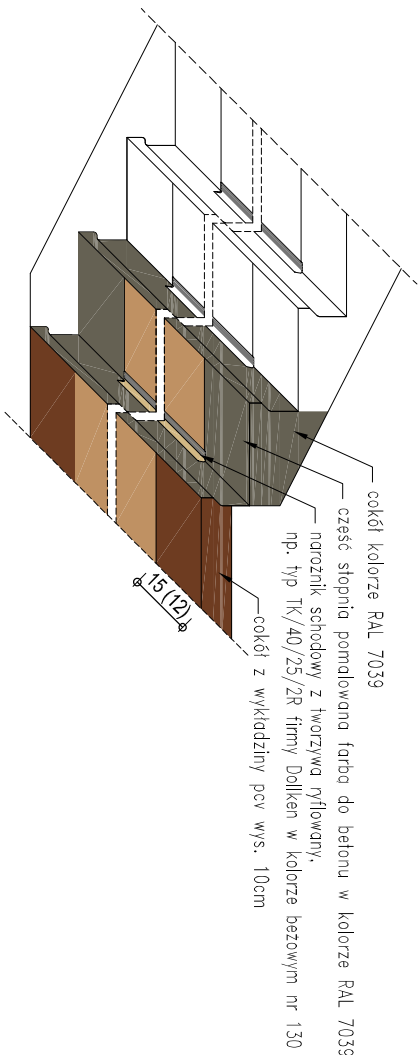 cokół kolorze RAL 7039
część stopnia pomalowana farbą do betonu w kolorze RAL 7039
narożnik schodowy z tworzywa ryflowany,
np. typ TK/40/25/2R firmy Dollken w kolorze beżowym nr 130
cokół z wykładziny pcv wys. 10cm
15 (12)